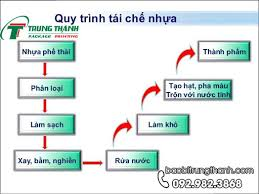 Quy trình tái chế nhựa
TRUNG THÀNH
PACKAGE PRINTING
Nhựa phế thải
Phân loại
Làm sạch
Xay, băm, nghiền
Rửa nước
Làm khô
Tạo hạt, pha màu
Trộn với nước tinh
Thành phẩm
baobitrungthanh.com
092.982.3868